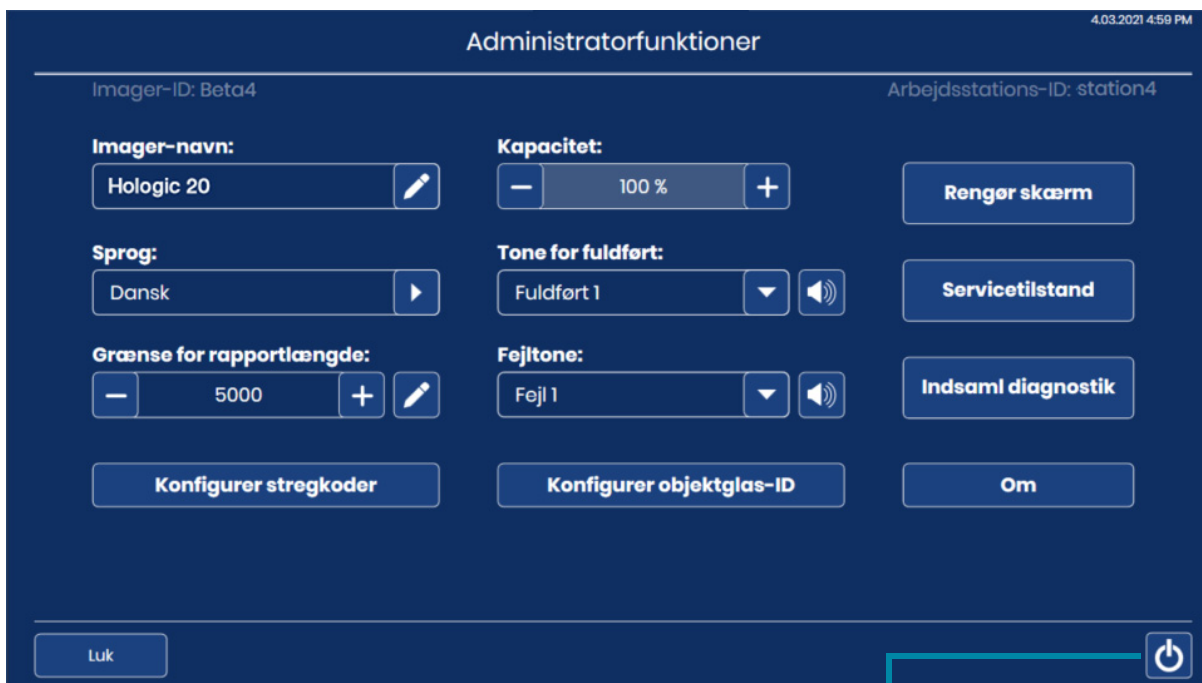 4.03.2021 4:59 PM
Administratorfunktioner
Imager-ID: Beta4
Arbejdsstations-ID: station4
Imager-navn:
Hologic 20
Kapacitet:
100 %
Rengør skærm
Sprog:
Dansk
Tone for fuldført:
Fuldført 1
Servicetilstand
Grænse for rapportlængde:
5000
Fejltone:
Fejl 1
Indsaml diagnostik
Konfigurer stregkoder
Konfigurer objektglas-ID
Om
Luk